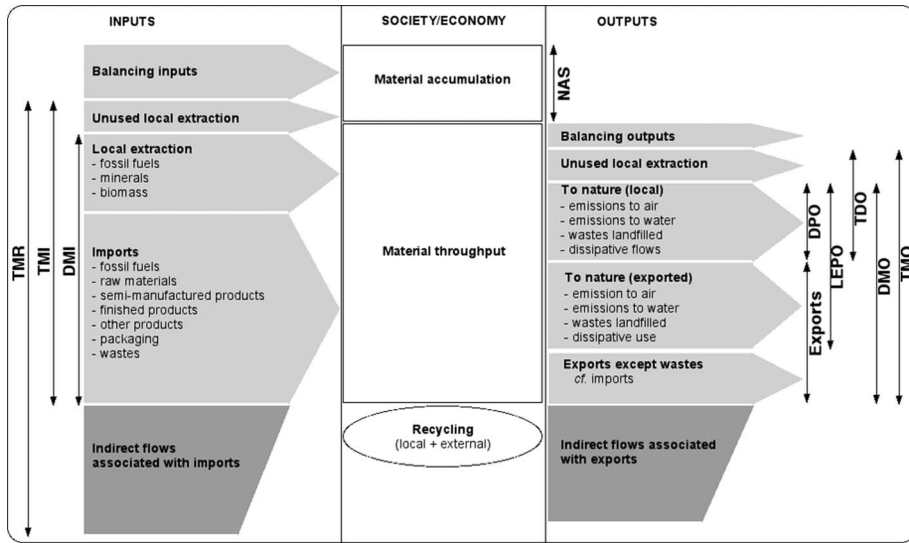 INPUTS
SOCIETY/ECONOMY
OUTPUTS
Balancing inputs
Unused local extraction
Local extraction
- fossil fuels
- minerals
- biomass
Imports
- fossil fuels
- raw materials
- semi-manufactured products
- finished products
- other products
- packaging
- wastes
Indirect flows
associated with imports
TMR
TMI
DMI
Material accumulation
Material throughput
Recycling
(local + external)
NAS
Balancing outputs
Unused local extraction
To nature (local)
- emissions to air
- emissions to water
- wastes landfilled
- dissipative flows
To nature (exported)
- emission to air
- emissions to water
- wastes landfilled
- dissipative use
Exports except wastes
cf. imports
Indirect flows associated
with exports
DPO
Exports
LEPO
TDO
DMO
TMO